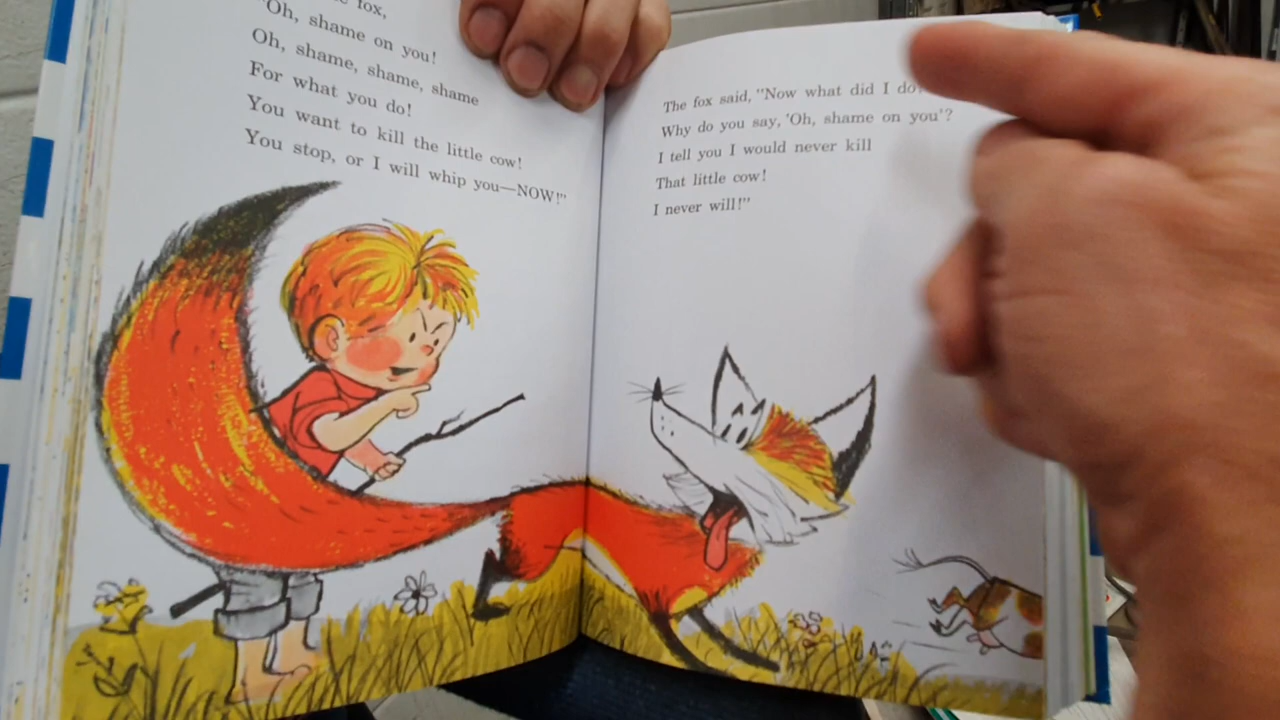 fox,
"Oh, shame on you!
Oh, shame, shame, shame
For what you do!
You want to kill the little cow!
You stop, or I will whip you—NOW!"
The fox said, "Now what did I do
Why do you say, 'Oh, shame on you'?
I tell you I would never kill
That little cow!
I never will!"